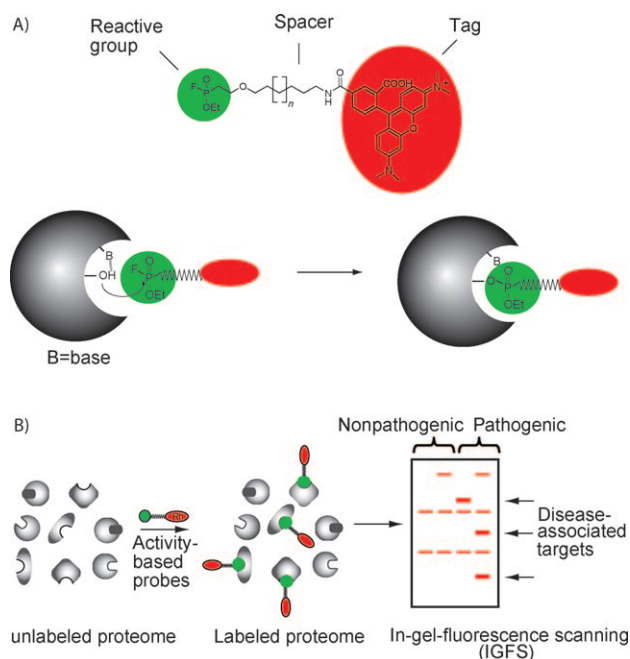 A)
Reactive
group
Spacer
Tag
O
F
P
OEt
O
n
N
H
O
COOH
N
+
O
N
B
OH
F
O
P
OEt
B
O
O
P
OEt
B=base
B)
Nonpathogenic Pathogenic
Rh
Activity-
based
probes
Disease-
associated
targets
unlabeled proteome
Labeled proteome
In-gel-fluorescence scanning
(IGFS)